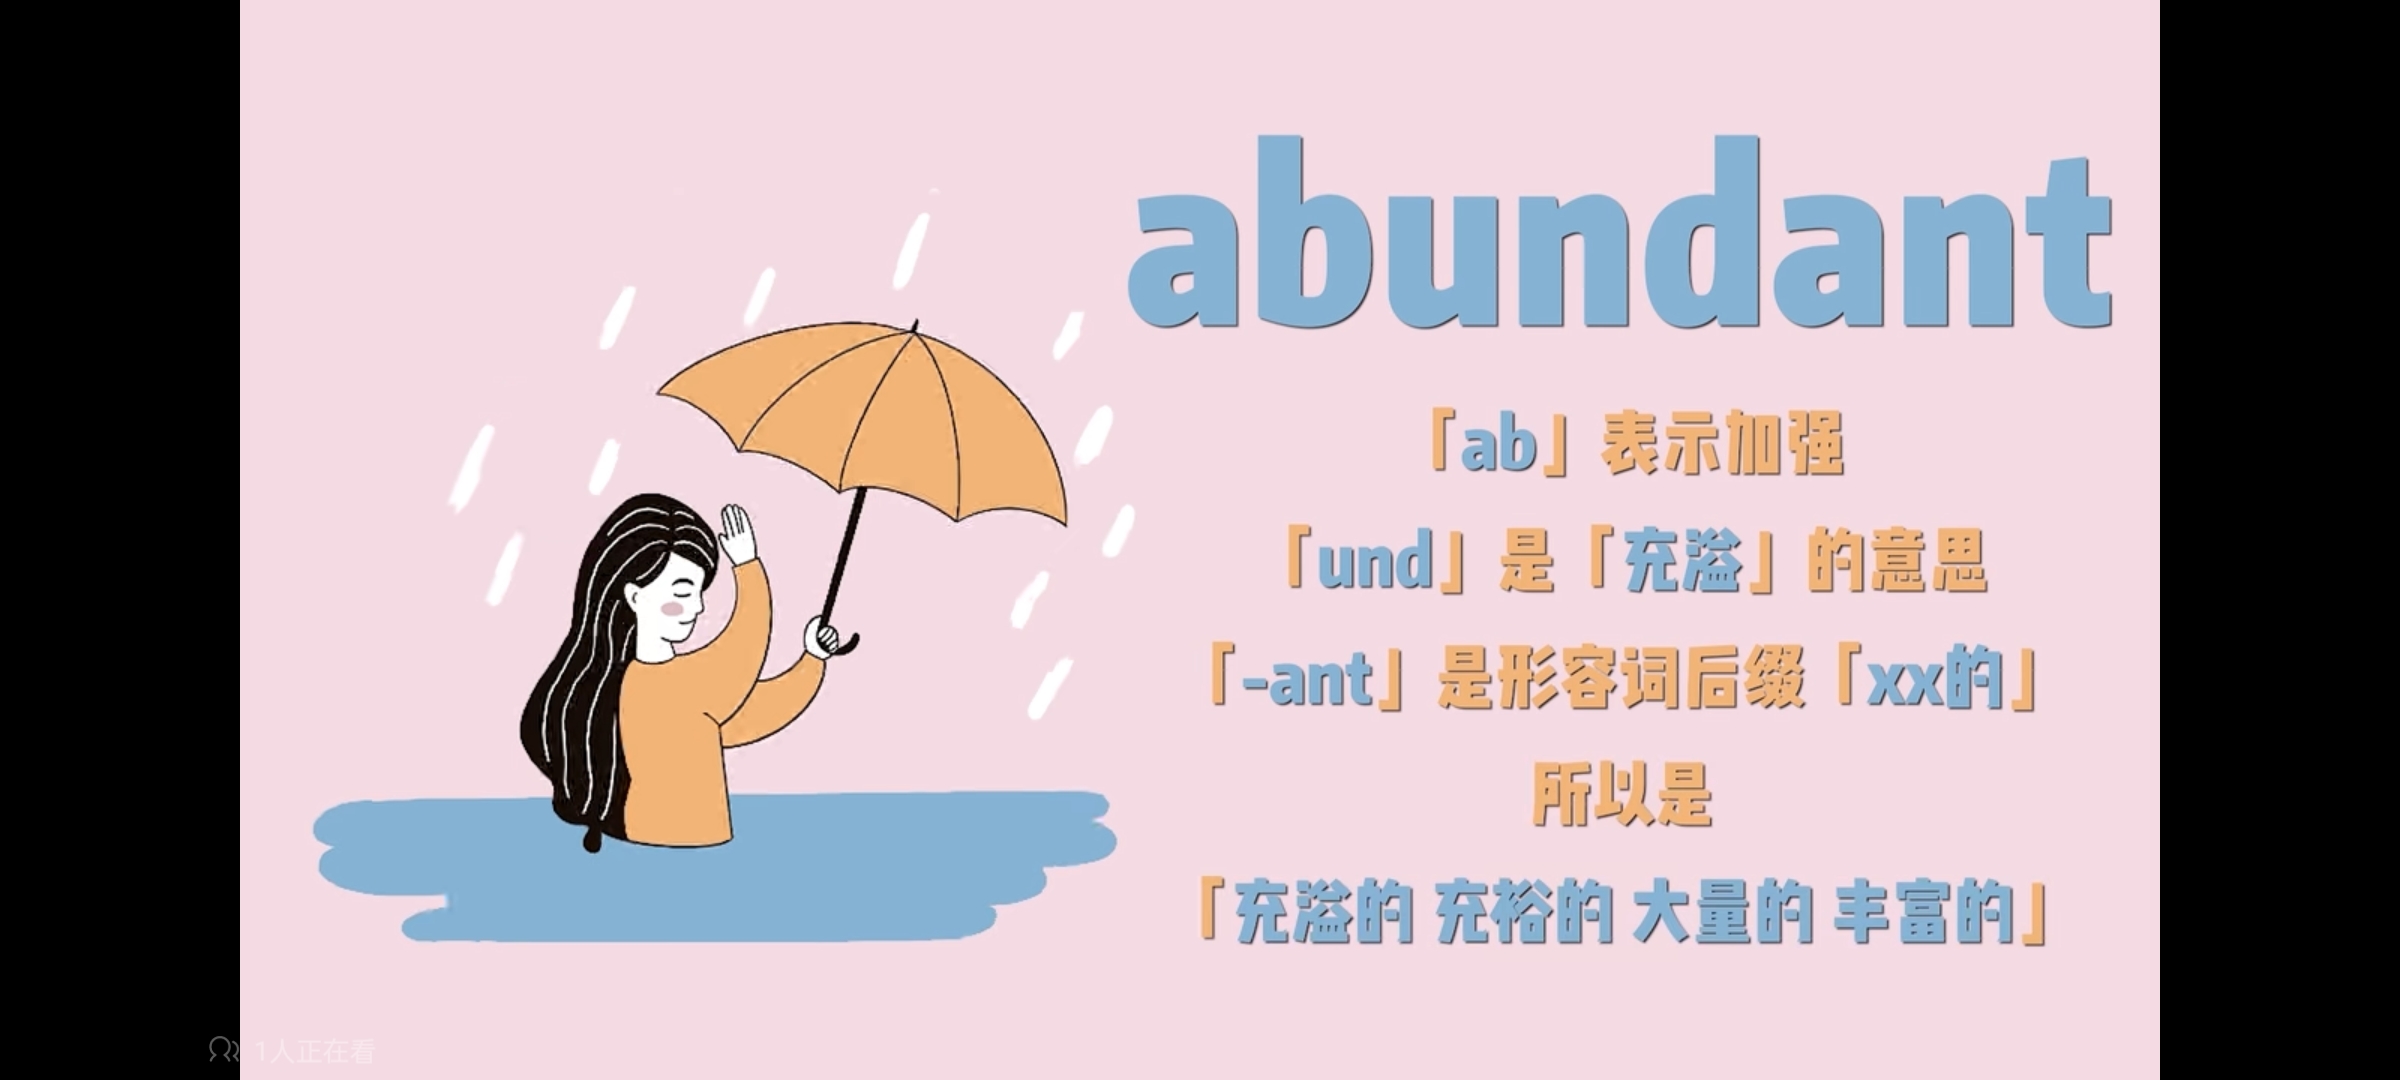 abundant
「ab」表示加强
「und」是「充溢」的意思
「-ant」是形容词后缀「xx的」
所以是
「充溢的 充裕的 大量的 丰富的」
1人正在看